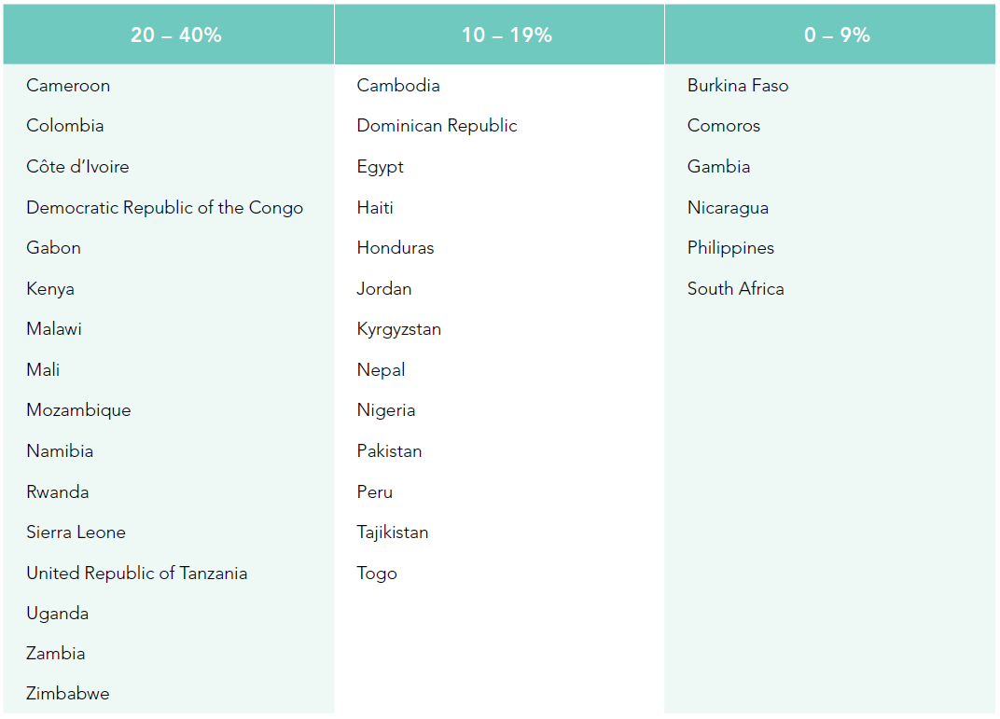 20 – 40%
10 – 19%
0 – 9%
Cameroon
Cambodia
Burkina Faso
Colombia
Dominican Republic
Comoros
Côte d’Ivoire
Egypt
Gambia
Democratic Republic of the Congo
Haiti
Nicaragua
Gabon
Honduras
Philippines
Kenya
Jordan
South Africa
Malawi
Kyrgyzstan
Mali
Nepal
Mozambique
Nigeria
Namibia
Pakistan
Rwanda
Peru
Sierra Leone
Tajikistan
United Republic of Tanzania
Togo
Uganda
Zambia
Zimbabwe